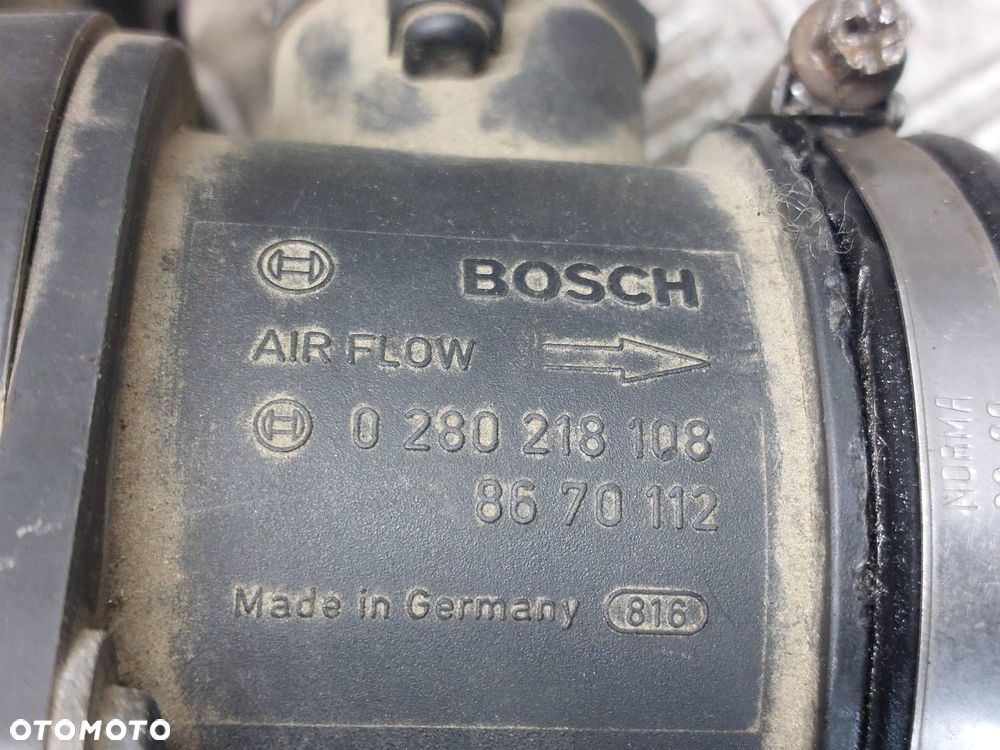 BOSCH
AIR FLOW
0 280 218 108
86 70 112
Made in Germany 816
NORMA
OTOMOTO